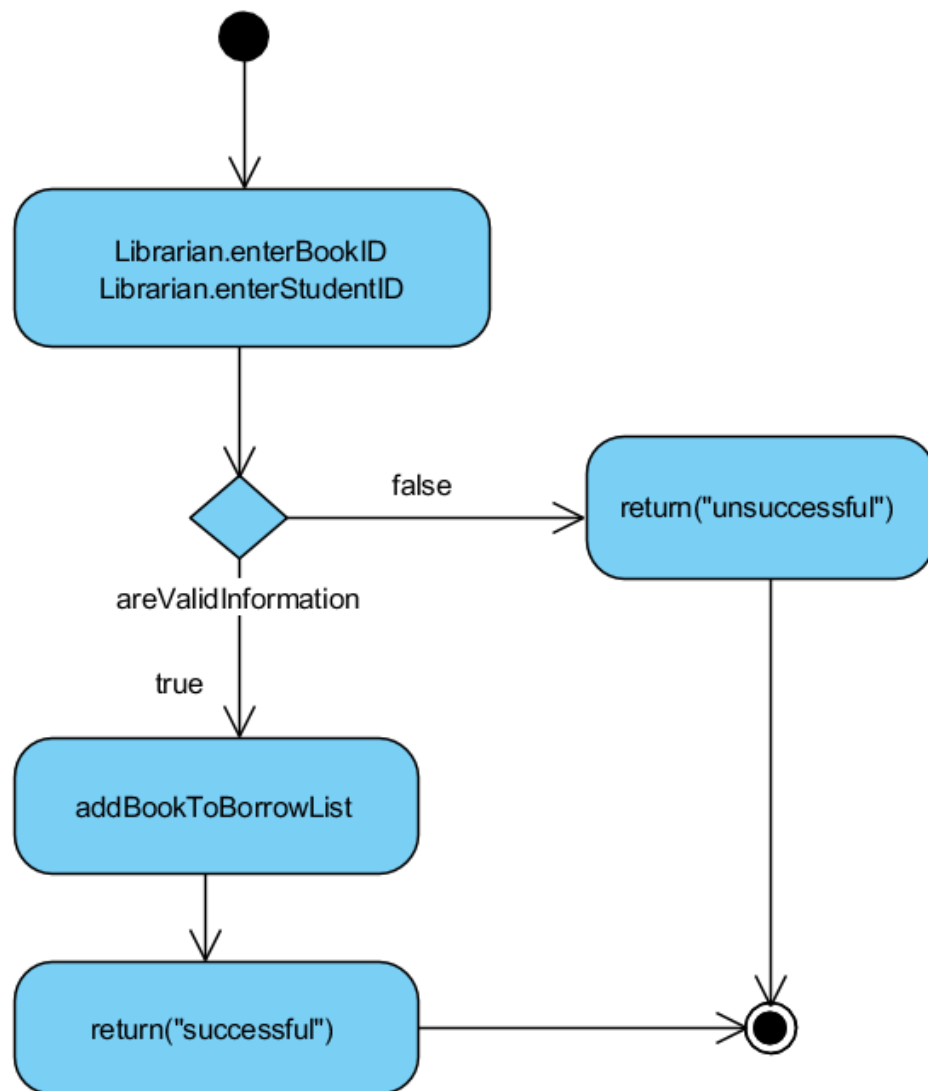 Librarian.enterBookID
Librarian.enterStudentID
false
return("unsuccessful")
areValidInformation
true
addBookToBorrowList
return("successful")